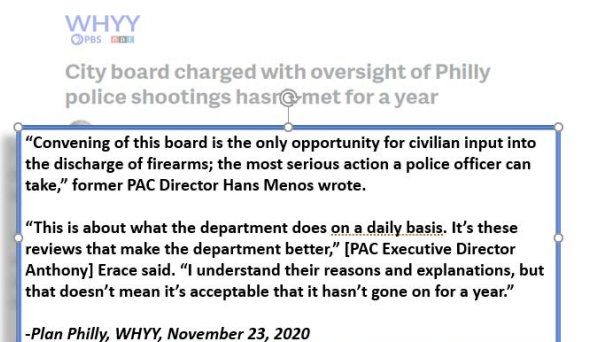 WHYY
PBS
City board charged with oversight of Philly
police shootings hasn met for a year
“Convening of this board is the only opportunity for civilian input into
the discharge of firearms; the most serious action a police officer can
take,” former PAC Director Hans Menos wrote.
“This is about what the department does on a daily basis. It’s these
reviews that make the department better,” [PAC Executive Director
Anthony] Erace said. “I understand their reasons and explanations, but
that doesn’t mean it’s acceptable that it hasn’t gone on for a year.”
-Plan Philly, WHYY, November 23, 2020